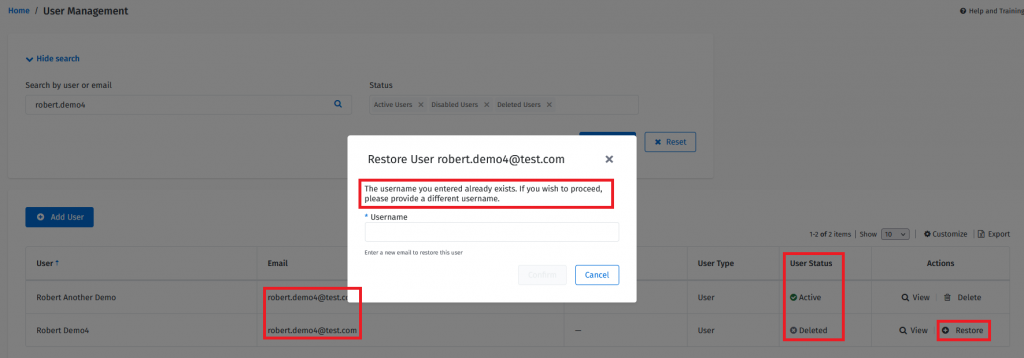 Home / User Management
Help and Training
Hide search
Search by user or email
Status
robert.demo4
Active Users × Disabled Users × Deleted Users ×
Reset
Restore User robert.demo4@test.com
The username you entered already exists. If you wish to proceed,
please provide a different username.
* Username
Enter a new email to restore this user
Confirm Cancel
Add User
1-2 of 2 items | Show 10 Customize Export
User ↑ Email User Type User Status Actions
Robert Another Demo robert.demo4@test.c User Active View Delete
Robert Demo4 robert.demo4@test.com — User Deleted View Restore